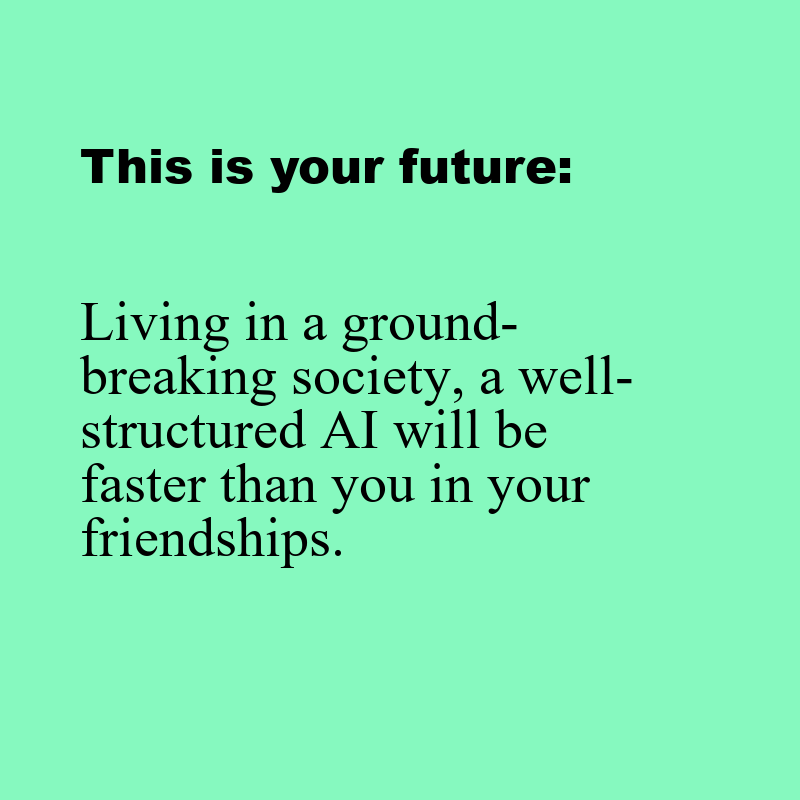 This is your future:
Living in a ground-
breaking society, a well-
structured AI will be
faster than you in your
friendships.